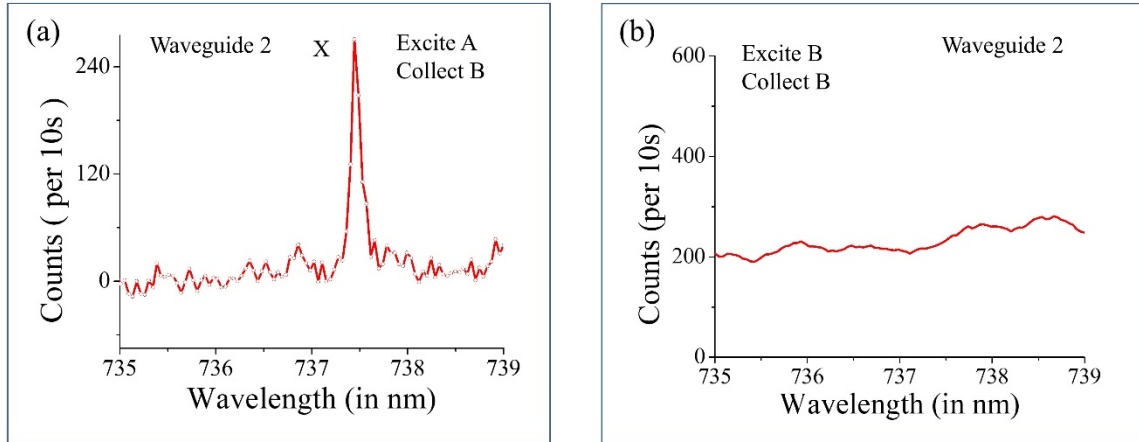 (a)
Waveguide 2
X
Excite A
Collect B
Counts ( per 10s)
240
120
0
735
736
737
738
739
Wavelength (in nm)
(b)
Excite B
Collect B
Waveguide 2
Counts (per 10s)
600
400
200
0
735
736
737
738
739
Wavelength (in nm)